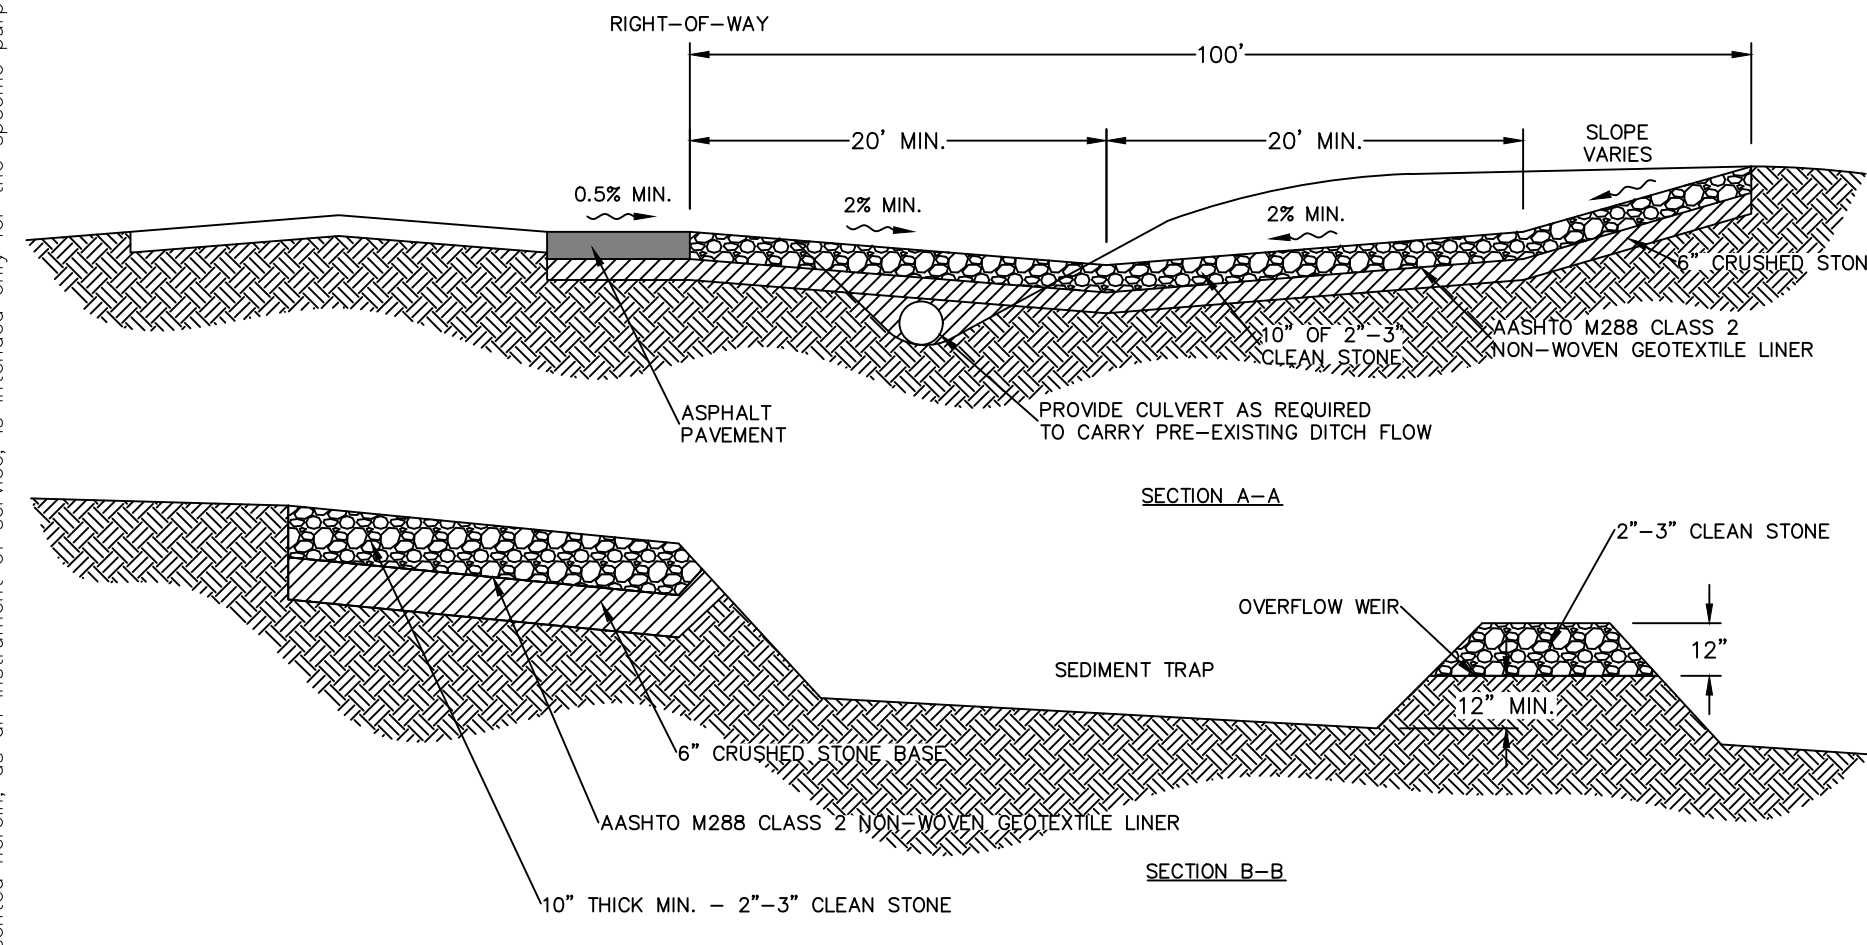 RIGHT-OF-WAY
100'
20' MIN.
20' MIN.
SLOPE
VARIES
0.5% MIN.
2% MIN.
2% MIN.
6" CRUSHED STON
10" OF 2"-3"
CLEAN STONE
AASHTO M288 CLASS 2
NON-WOVEN GEOTEXTILE LINER
ASPHALT
PAVEMENT
PROVIDE CULVERT AS REQUIRED
TO CARRY PRE-EXISTING DITCH FLOW
SECTION A-A
2"-3" CLEAN STONE
OVERFLOW WEIR
12"
SEDIMENT TRAP
12" MIN.
6" CRUSHED STONE BASE
AASHTO M288 CLASS 2 NON-WOVEN GEOTEXTILE LINER
SECTION B-B
10" THICK MIN. - 2"-3" CLEAN STONE